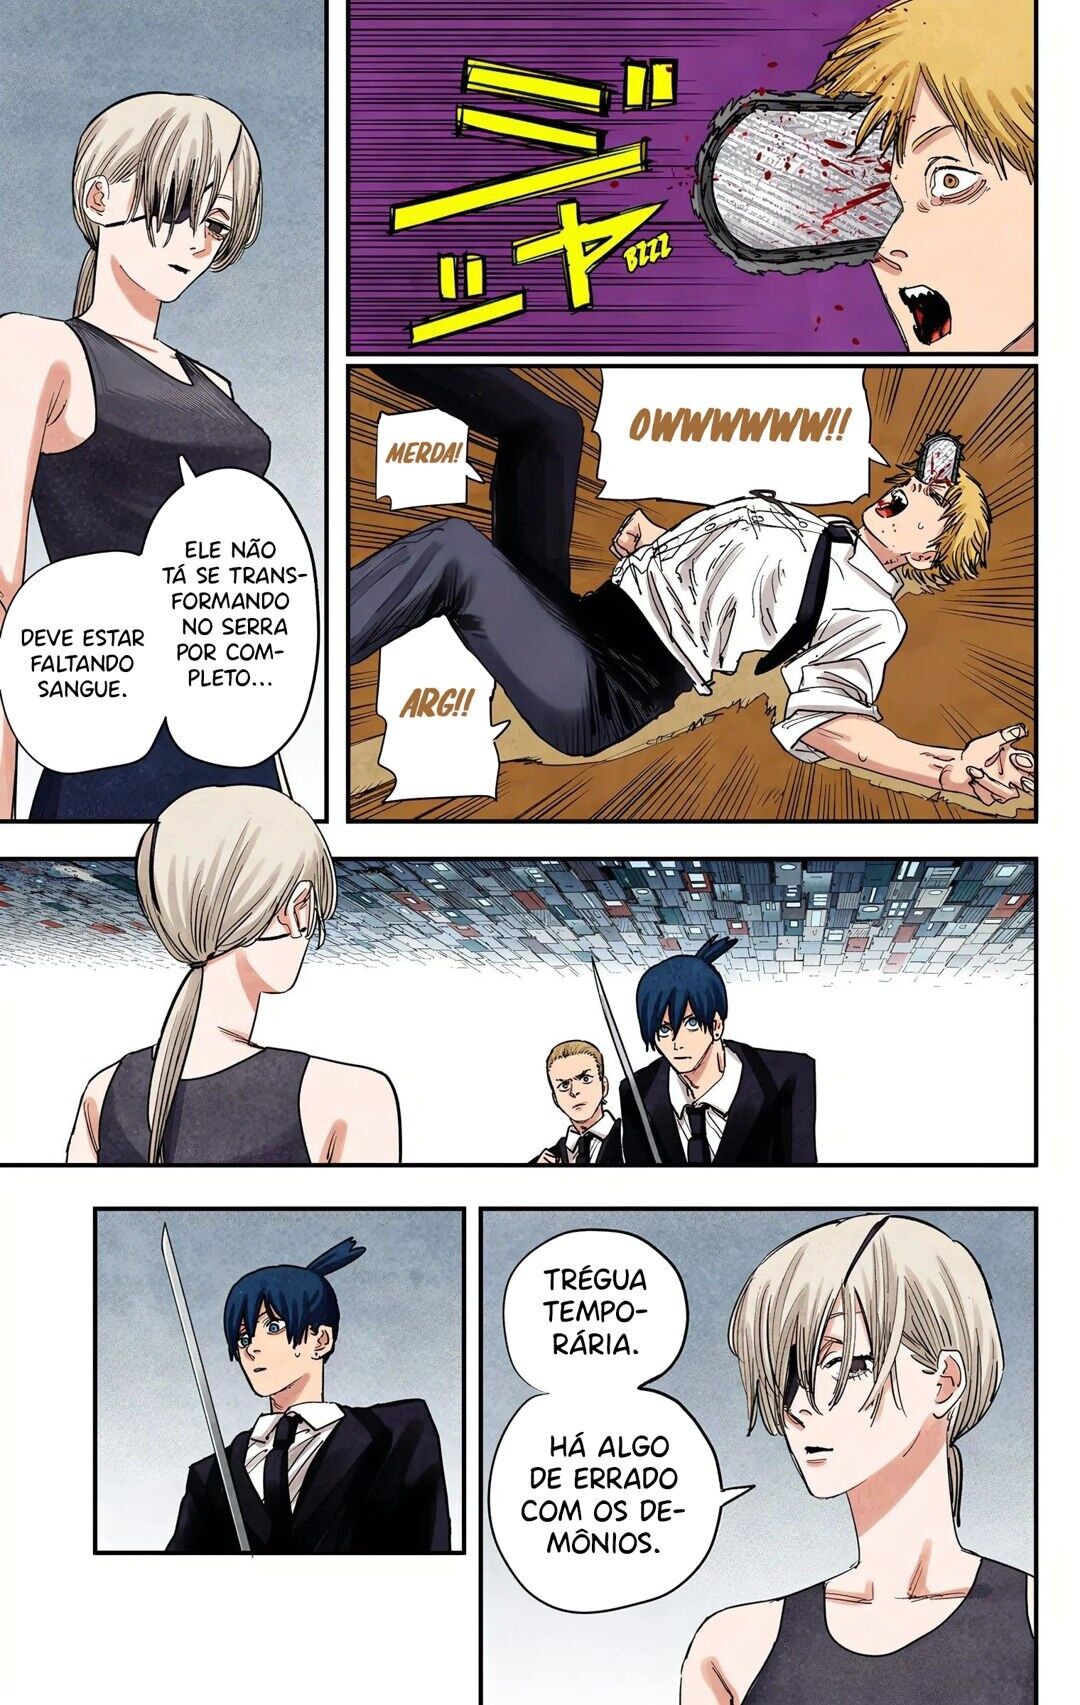 ジジャッ
BZZZ
OWWWWWW!!
MERDA!
ARG!!
ELE NÃO
TÁ SE TRANS-
FORMANDO
NO SERRA
POR COM-
PLETO...
DEVE ESTAR
FALTANDO
SANGUE.
TRÉGUA
TEMPO-
RÁRIA.
HÁ ALGO
DE ERRADO
COM OS DE-
MÔNIOS.